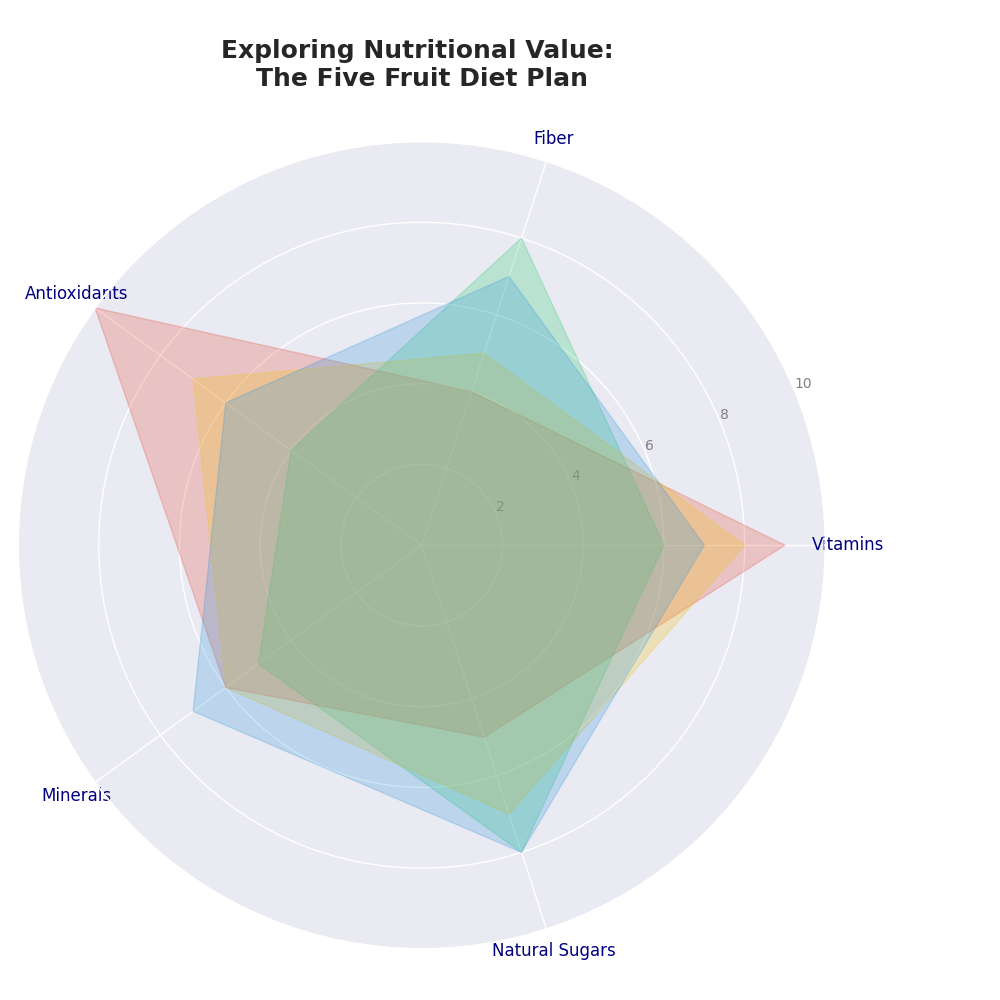 Exploring Nutritional Value:
The Five Fruit Diet Plan
Fiber
Antioxidants
10
8
6
4
2
Vitamins
Minerals
Natural Sugars